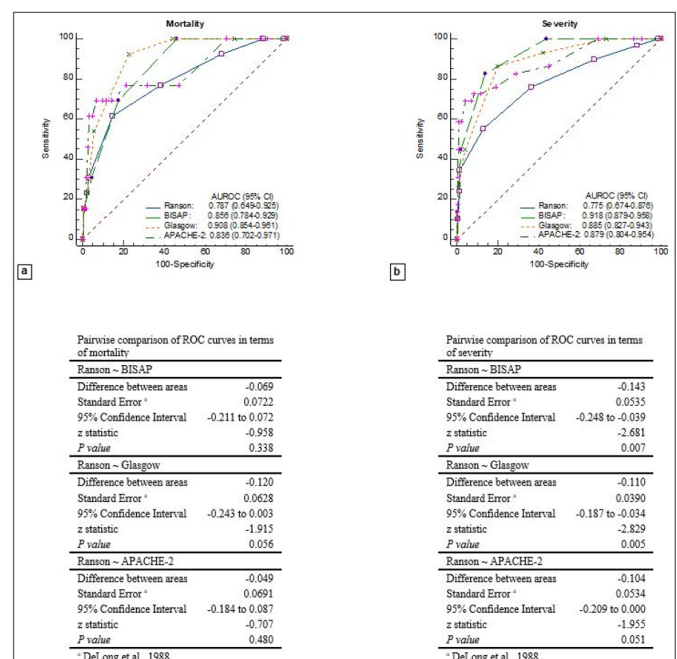 Mortality
100
80
60
40
20
0
Sensitivity
AUROC (95% CI)
Ranson: 0.787 (0.649-0.925)
BISAP: 0.856 (0.784-0.929)
Glasgow: 0.908 (0.854-0.961)
APACHE-2: 0.836 (0.702-0.971)
0 20 40 60 80 100
100-Specificity
a
Severity
100
80
60
40
20
0
Sensitivity
AUROC (95% CI)
Ranson: 0.775 (0.674-0.876)
BISAP: 0.918 (0.879-0.958)
Glasgow: 0.885 (0.827-0.943)
APACHE-2: 0.879 (0.804-0.954)
0 20 40 60 80 100
100-Specificity
b
Pairwise comparison of ROC curves in terms
of mortality
Ranson ~ BISAP
Difference between areas -0.069
Standard Error ᵃ 0.0722
95% Confidence Interval -0.211 to 0.072
z statistic -0.958
P value 0.338
Ranson ~ Glasgow
Difference between areas -0.120
Standard Error ᵃ 0.0628
95% Confidence Interval -0.243 to 0.003
z statistic -1.915
P value 0.056
Ranson ~ APACHE-2
Difference between areas -0.049
Standard Error ᵃ 0.0691
95% Confidence Interval -0.184 to 0.087
z statistic -0.707
P value 0.480
ᵃ DeLong et al., 1988
Pairwise comparison of ROC curves in terms
of severity
Ranson ~ BISAP
Difference between areas -0.143
Standard Error ᵃ 0.0535
95% Confidence Interval -0.248 to -0.039
z statistic -2.681
P value 0.007
Ranson ~ Glasgow
Difference between areas -0.110
Standard Error ᵃ 0.0390
95% Confidence Interval -0.187 to -0.034
z statistic -2.829
P value 0.005
Ranson ~ APACHE-2
Difference between areas -0.104
Standard Error ᵃ 0.0534
95% Confidence Interval -0.209 to 0.000
z statistic -1.955
P value 0.051
ᵃ DeLong et al., 1988